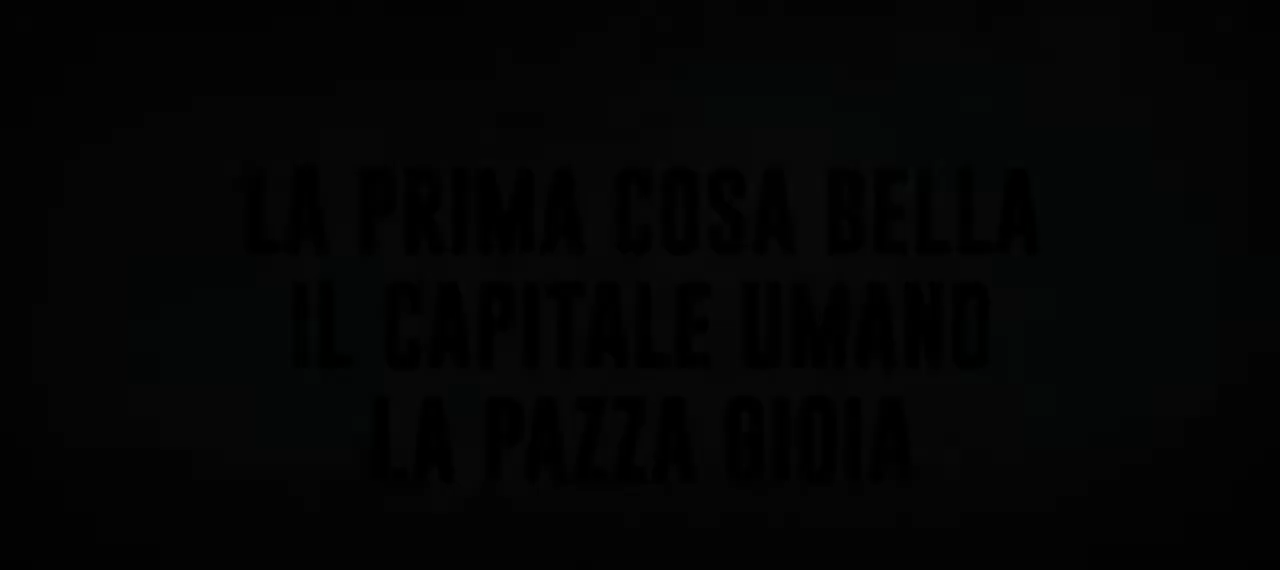 LA PRIMA COSA BELLA
IL CAPITALE UMANO
LA PAZZA GIOIA